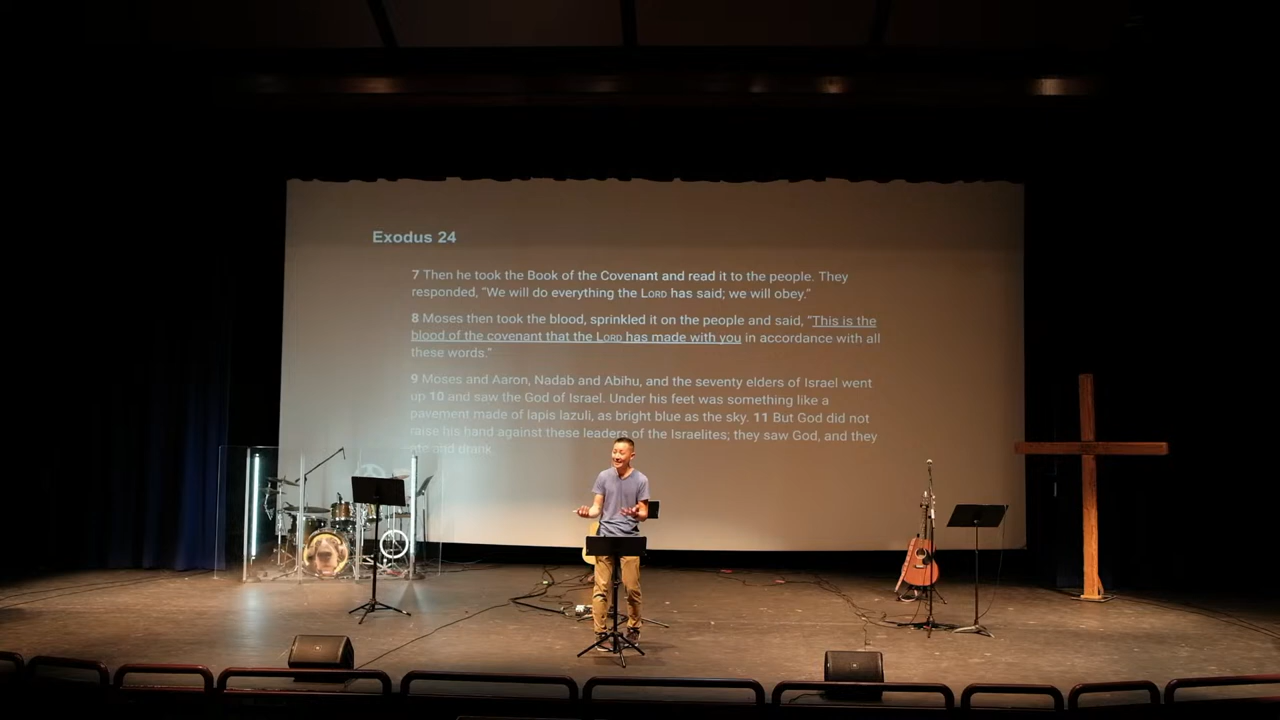 Exodus 24
7 Then he took the Book of the Covenant and read it to the people. They
responded, “We will do everything the LORD has said; we will obey.”
8 Moses then took the blood, sprinkled it on the people and said, “This is the
blood of the covenant that the LORD has made with you in accordance with all
these words.”
9 Moses and Aaron, Nadab and Abihu, and the seventy elders of Israel went
up 10 and saw the God of Israel. Under his feet was something like a
pavement made of lapis lazuli, as bright blue as the sky. 11 But God did not
raise his hand against these leaders of the Israelites; they saw God, and they
ate and drank.